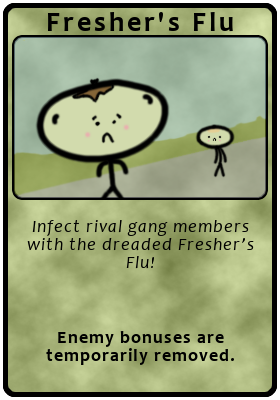 Fresher's Flu
Infect rival gang members
with the dreaded Fresher's
Flu!
Enemy bonuses are
temporarily removed.